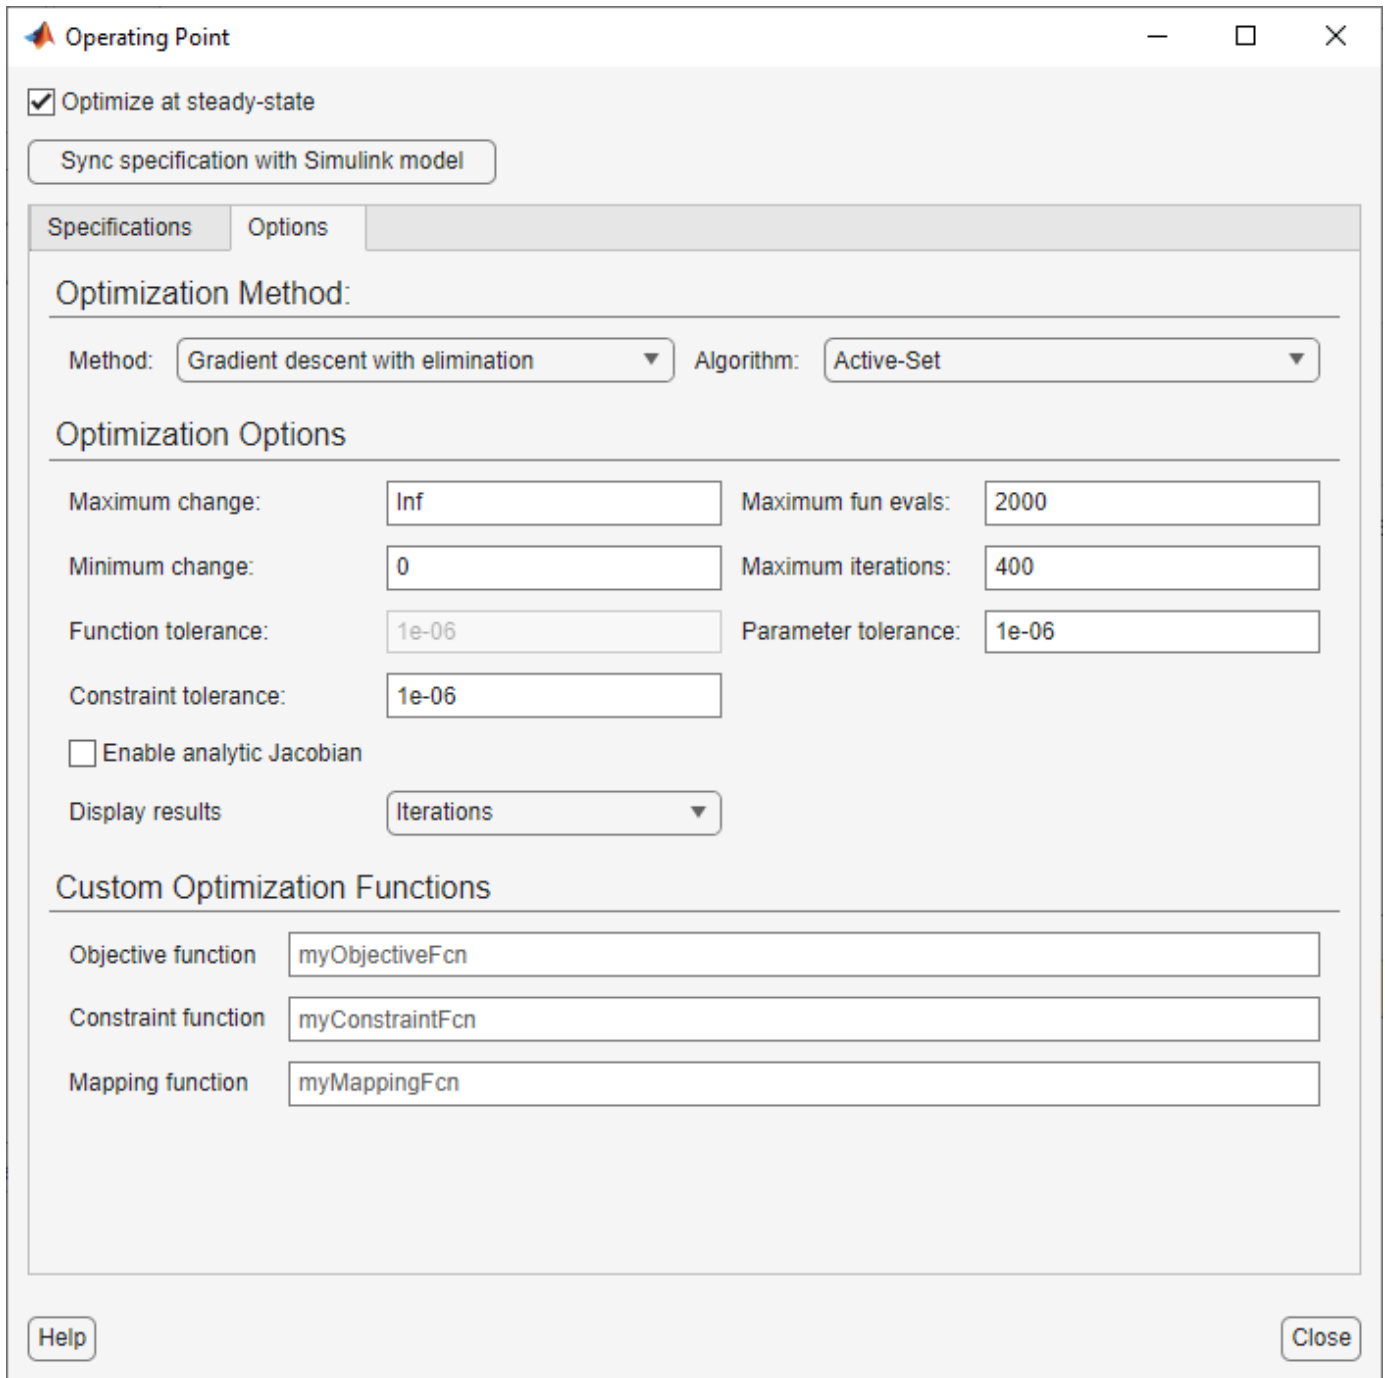 Operating Point
Optimize at steady-state
Sync specification with Simulink model
Specifications Options
Optimization Method:
Method: Gradient descent with elimination Algorithm: Active-Set
Optimization Options
Maximum change: Inf Maximum fun evals: 2000
Minimum change: 0 Maximum iterations: 400
Function tolerance: 1e-06 Parameter tolerance: 1e-06
Constraint tolerance: 1e-06
Enable analytic Jacobian
Display results Iterations
Custom Optimization Functions
Objective function myObjectiveFcn
Constraint function myConstraintFcn
Mapping function myMappingFcn
Help Close